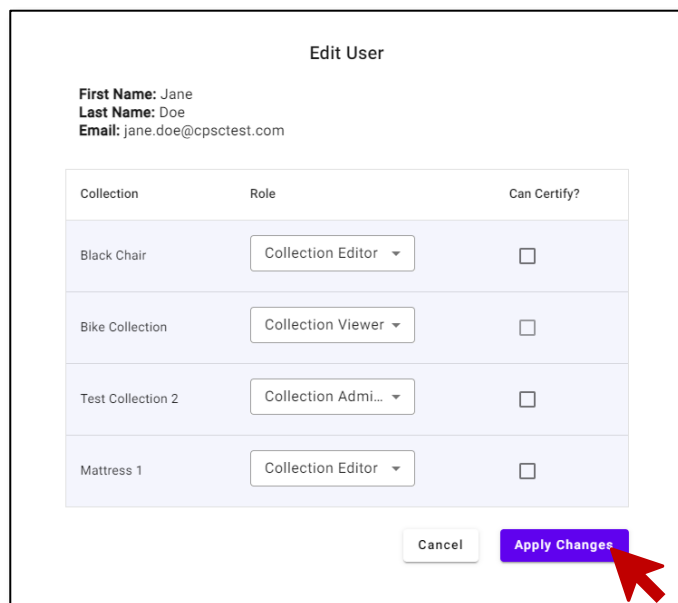 Edit User
First Name: Jane
Last Name: Doe
Email: jane.doe@cpsctest.com
Collection Role Can Certify?
Black Chair Collection Editor
Bike Collection Collection Viewer
Test Collection 2 Collection Admi...
Mattress 1 Collection Editor
Cancel Apply Changes